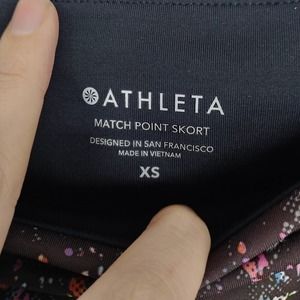 ATHLETA
MATCH POINT SKORT
DESIGNED IN SAN FRANCISCO
MADE IN VIETNAM
XS